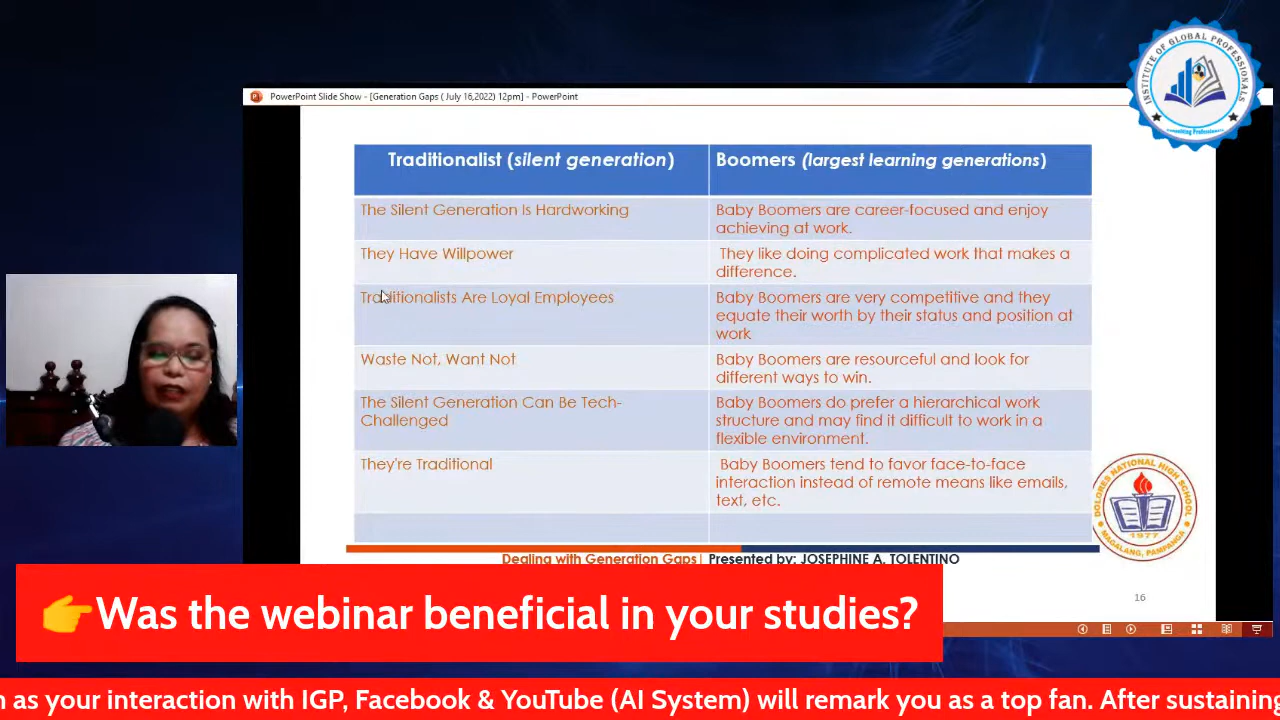 INSTITUTE OF GLOBAL PROFESSIONALS
Connecting Professionals
PowerPoint Slide Show - [Generation Gaps ( July 16,2022) 12pm] - PowerPoint
Traditionalist (silent generation)
Boomers (largest learning generations)
The Silent Generation Is Hardworking
Baby Boomers are career-focused and enjoy
achieving at work.
They Have Willpower
They like doing complicated work that makes a
difference.
Traditionalists Are Loyal Employees
Baby Boomers are very competitive and they
equate their worth by their status and position at
work
Waste Not, Want Not
Baby Boomers are resourceful and look for
different ways to win.
The Silent Generation Can Be Tech-
Challenged
Baby Boomers do prefer a hierarchical work
structure and may find it difficult to work in a
flexible environment.
They're Traditional
Baby Boomers tend to favor face-to-face
interaction instead of remote means like emails,
text, etc.
DOLORES NATIONAL HIGH SCHOOL
1977
MAGALANG, PAMPANGA
Dealing with Generation Gaps| Presented by: JOSEPHINE A. TOLENTINO
16
Was the webinar beneficial in your studies?
as your interaction with IGP, Facebook & YouTube (AI System) will remark you as a top fan. After sustaining